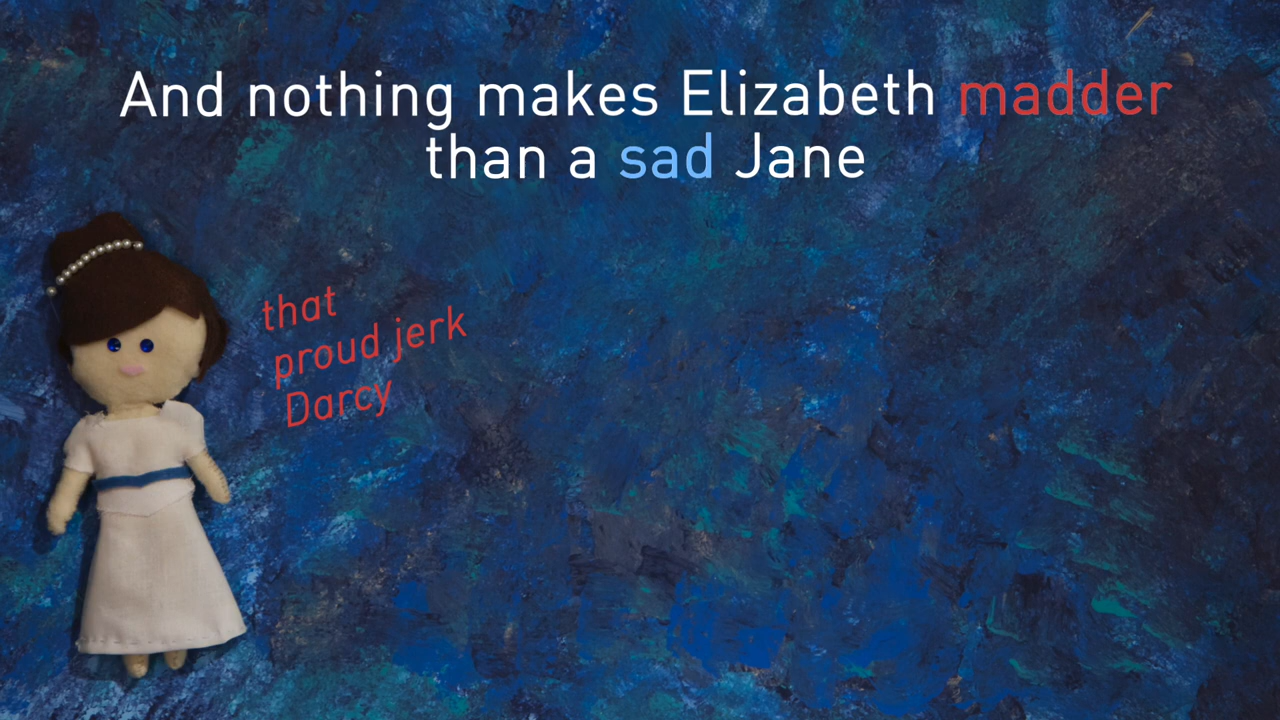 And nothing makes Elizabeth madder
than a sad Jane
that
proud jerk
Darcy